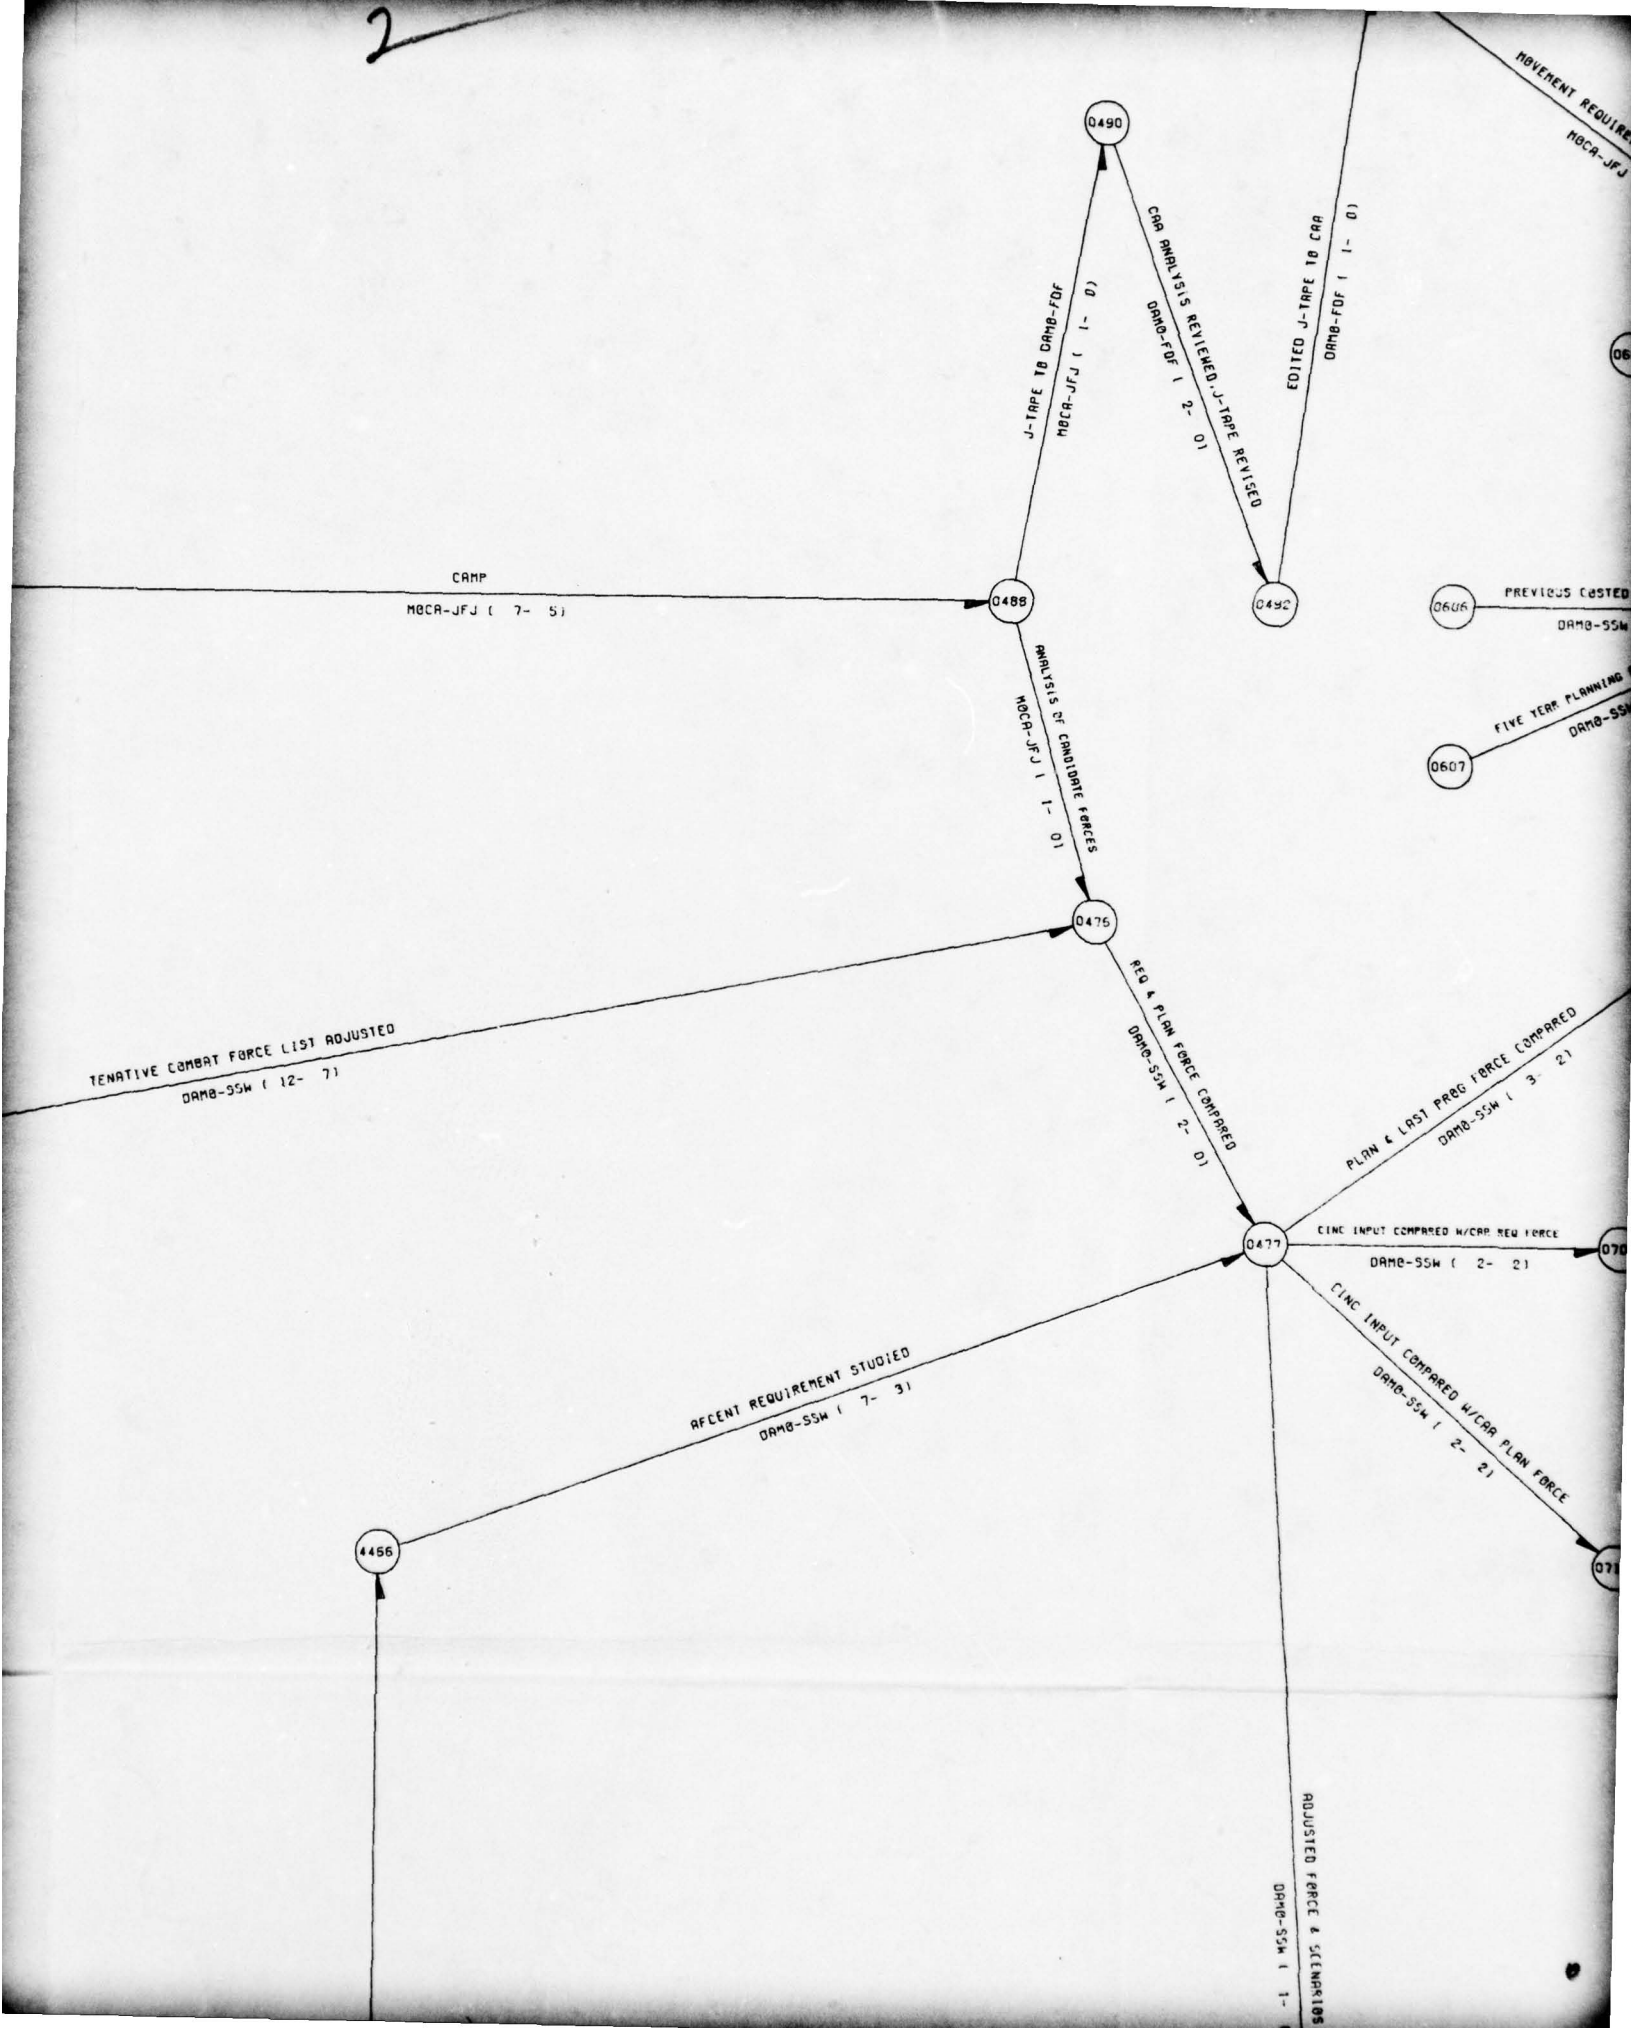 2
MOVEMENT
MOCA-JFJ
0490
CAA ANALYSIS REVIEWED,J-TAPE REVISED
DAMO-FDF ( 2- 0)
EDITED J-TAPE TO CAA
DAMO-FDF ( 1- 0)
J-TAPE TO DAMO-FDF
MOCA-JFJ ( 1- 0)
CAMP
MOCA-JFJ ( 7- 5)
0488
0492
0606
PREVIOUS COSTED
DAMO-SSW
ANALYSIS OF CANDIDATE FORCES
MOCA-JFJ ( 1- 0)
FIVE YEAR PLANNING
0607
TENATIVE COMBAT FORCE LIST ADJUSTED
DAMO-SSW ( 12- 7)
REQ & PLAN FORCE COMPARED
DAMO-SSW ( 2- 0)
PLAN & LAST PROG FORCE COMPARED
DAMO-SSW ( 3- 2)
0477
CINC INPUT COMPARED W/CAA REQ FORCE
DAMO-SSW ( 2- 2)
CINC INPUT COMPARED W/CAA PLAN FORCE
DAMO-SSW ( 2- 2)
AFCENT REQUIREMENT STUDIED
DAMO-SSW ( 7- 3)
ADJUSTED FORCE & SCENARIOS
DAMO-SSW ( 1-